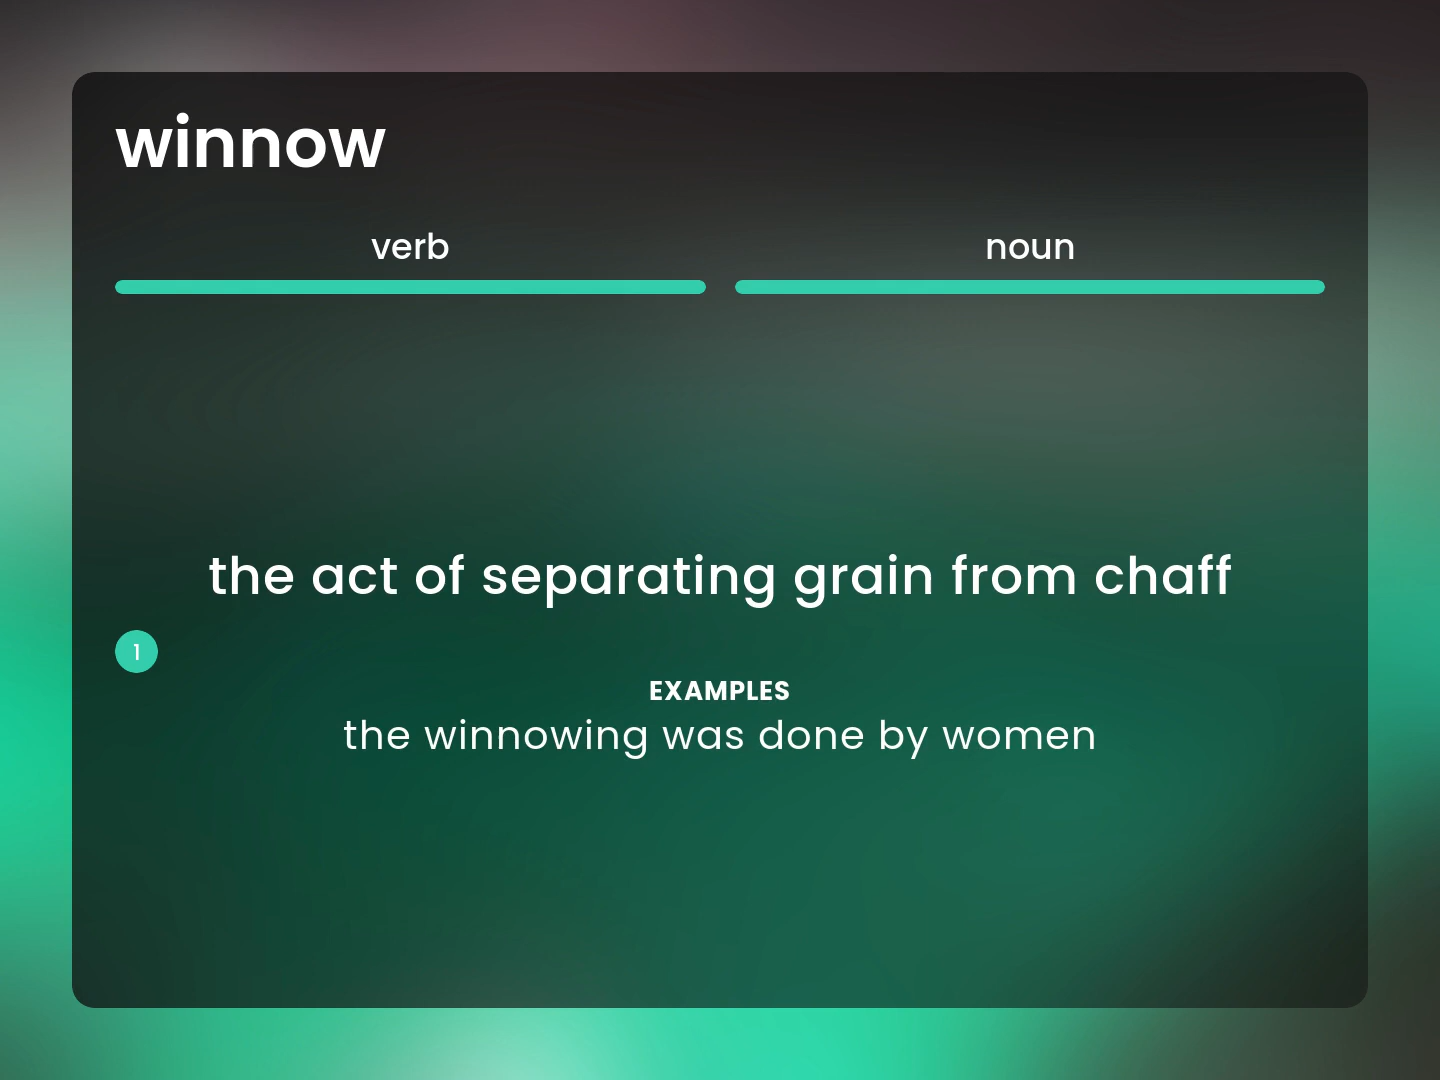 winnow
verb
noun
the act of separating grain from chaff
1
EXAMPLES
the winnowing was done by women